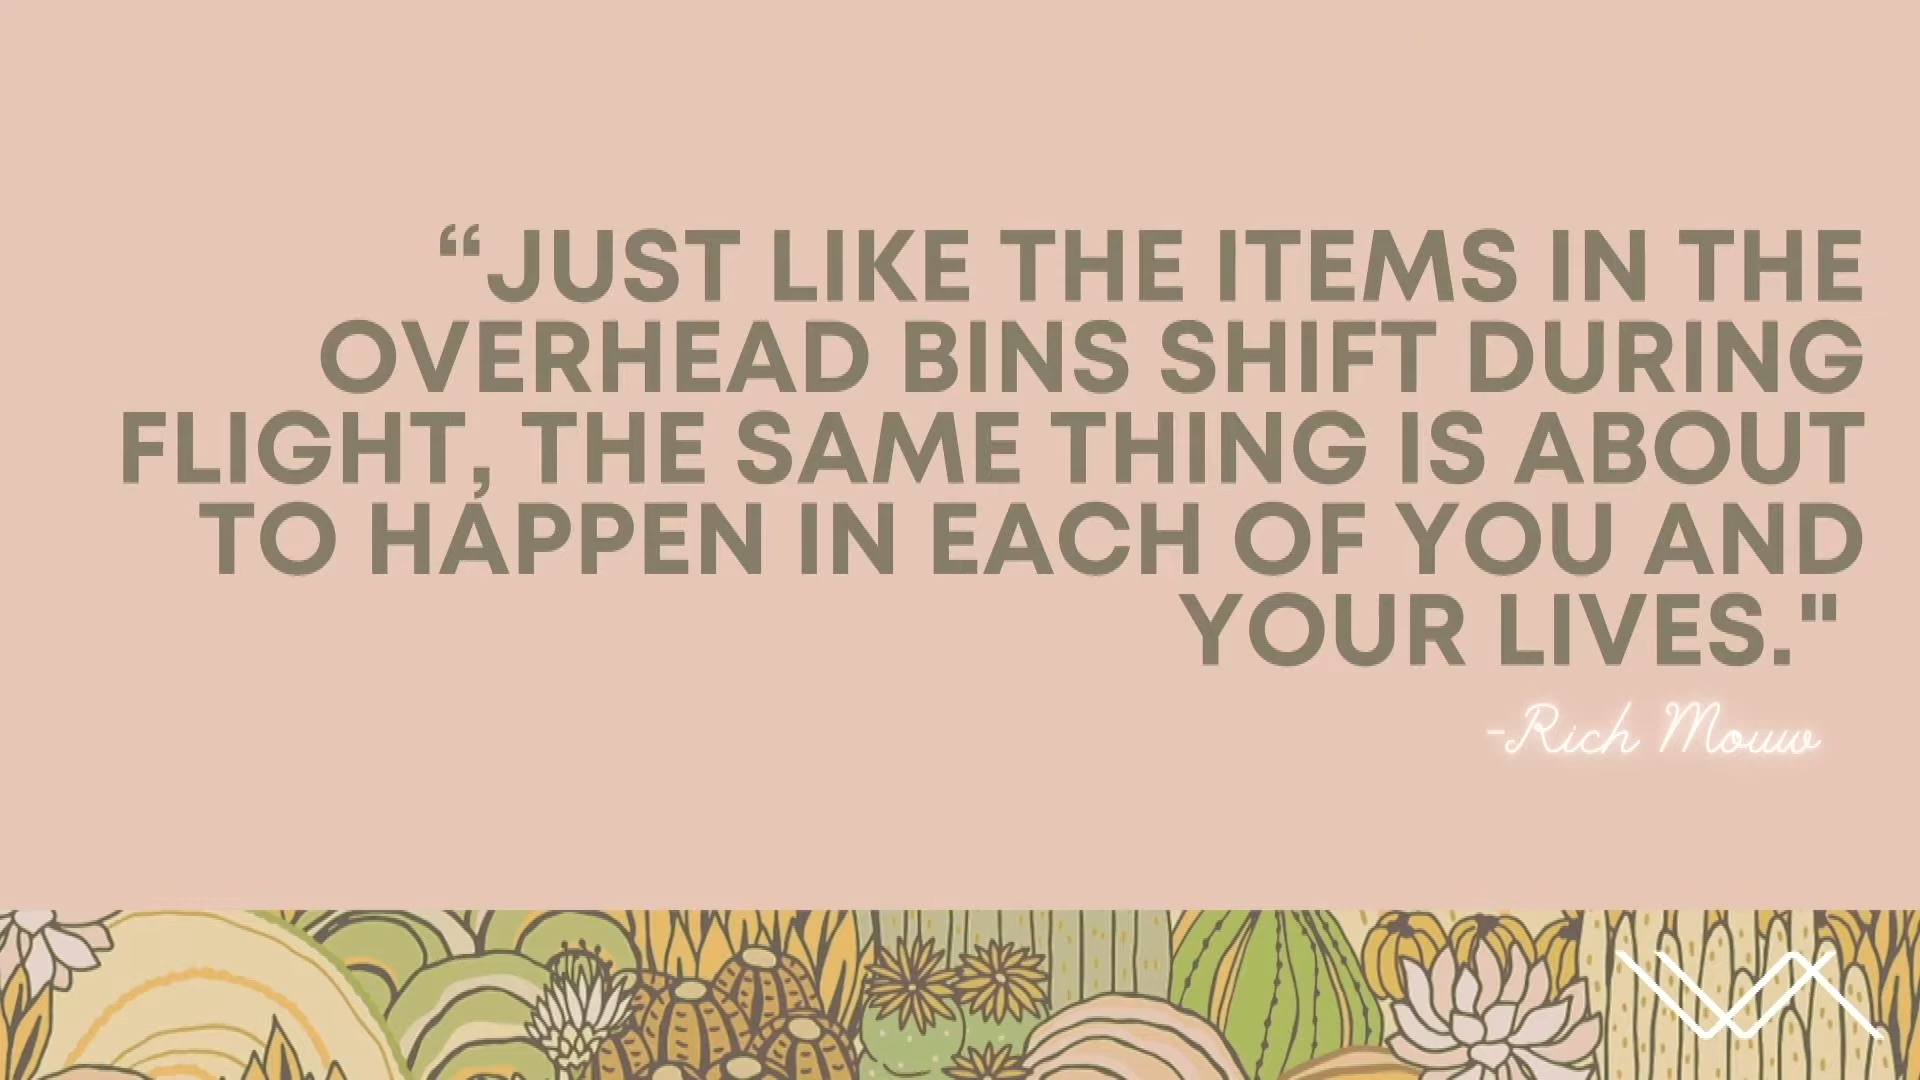 “JUST LIKE THE ITEMS IN THE
OVERHEAD BINS SHIFT DURING
FLIGHT, THE SAME THING IS ABOUT
TO HAPPEN IN EACH OF YOU AND
YOUR LIVES."
-Rich Mouw